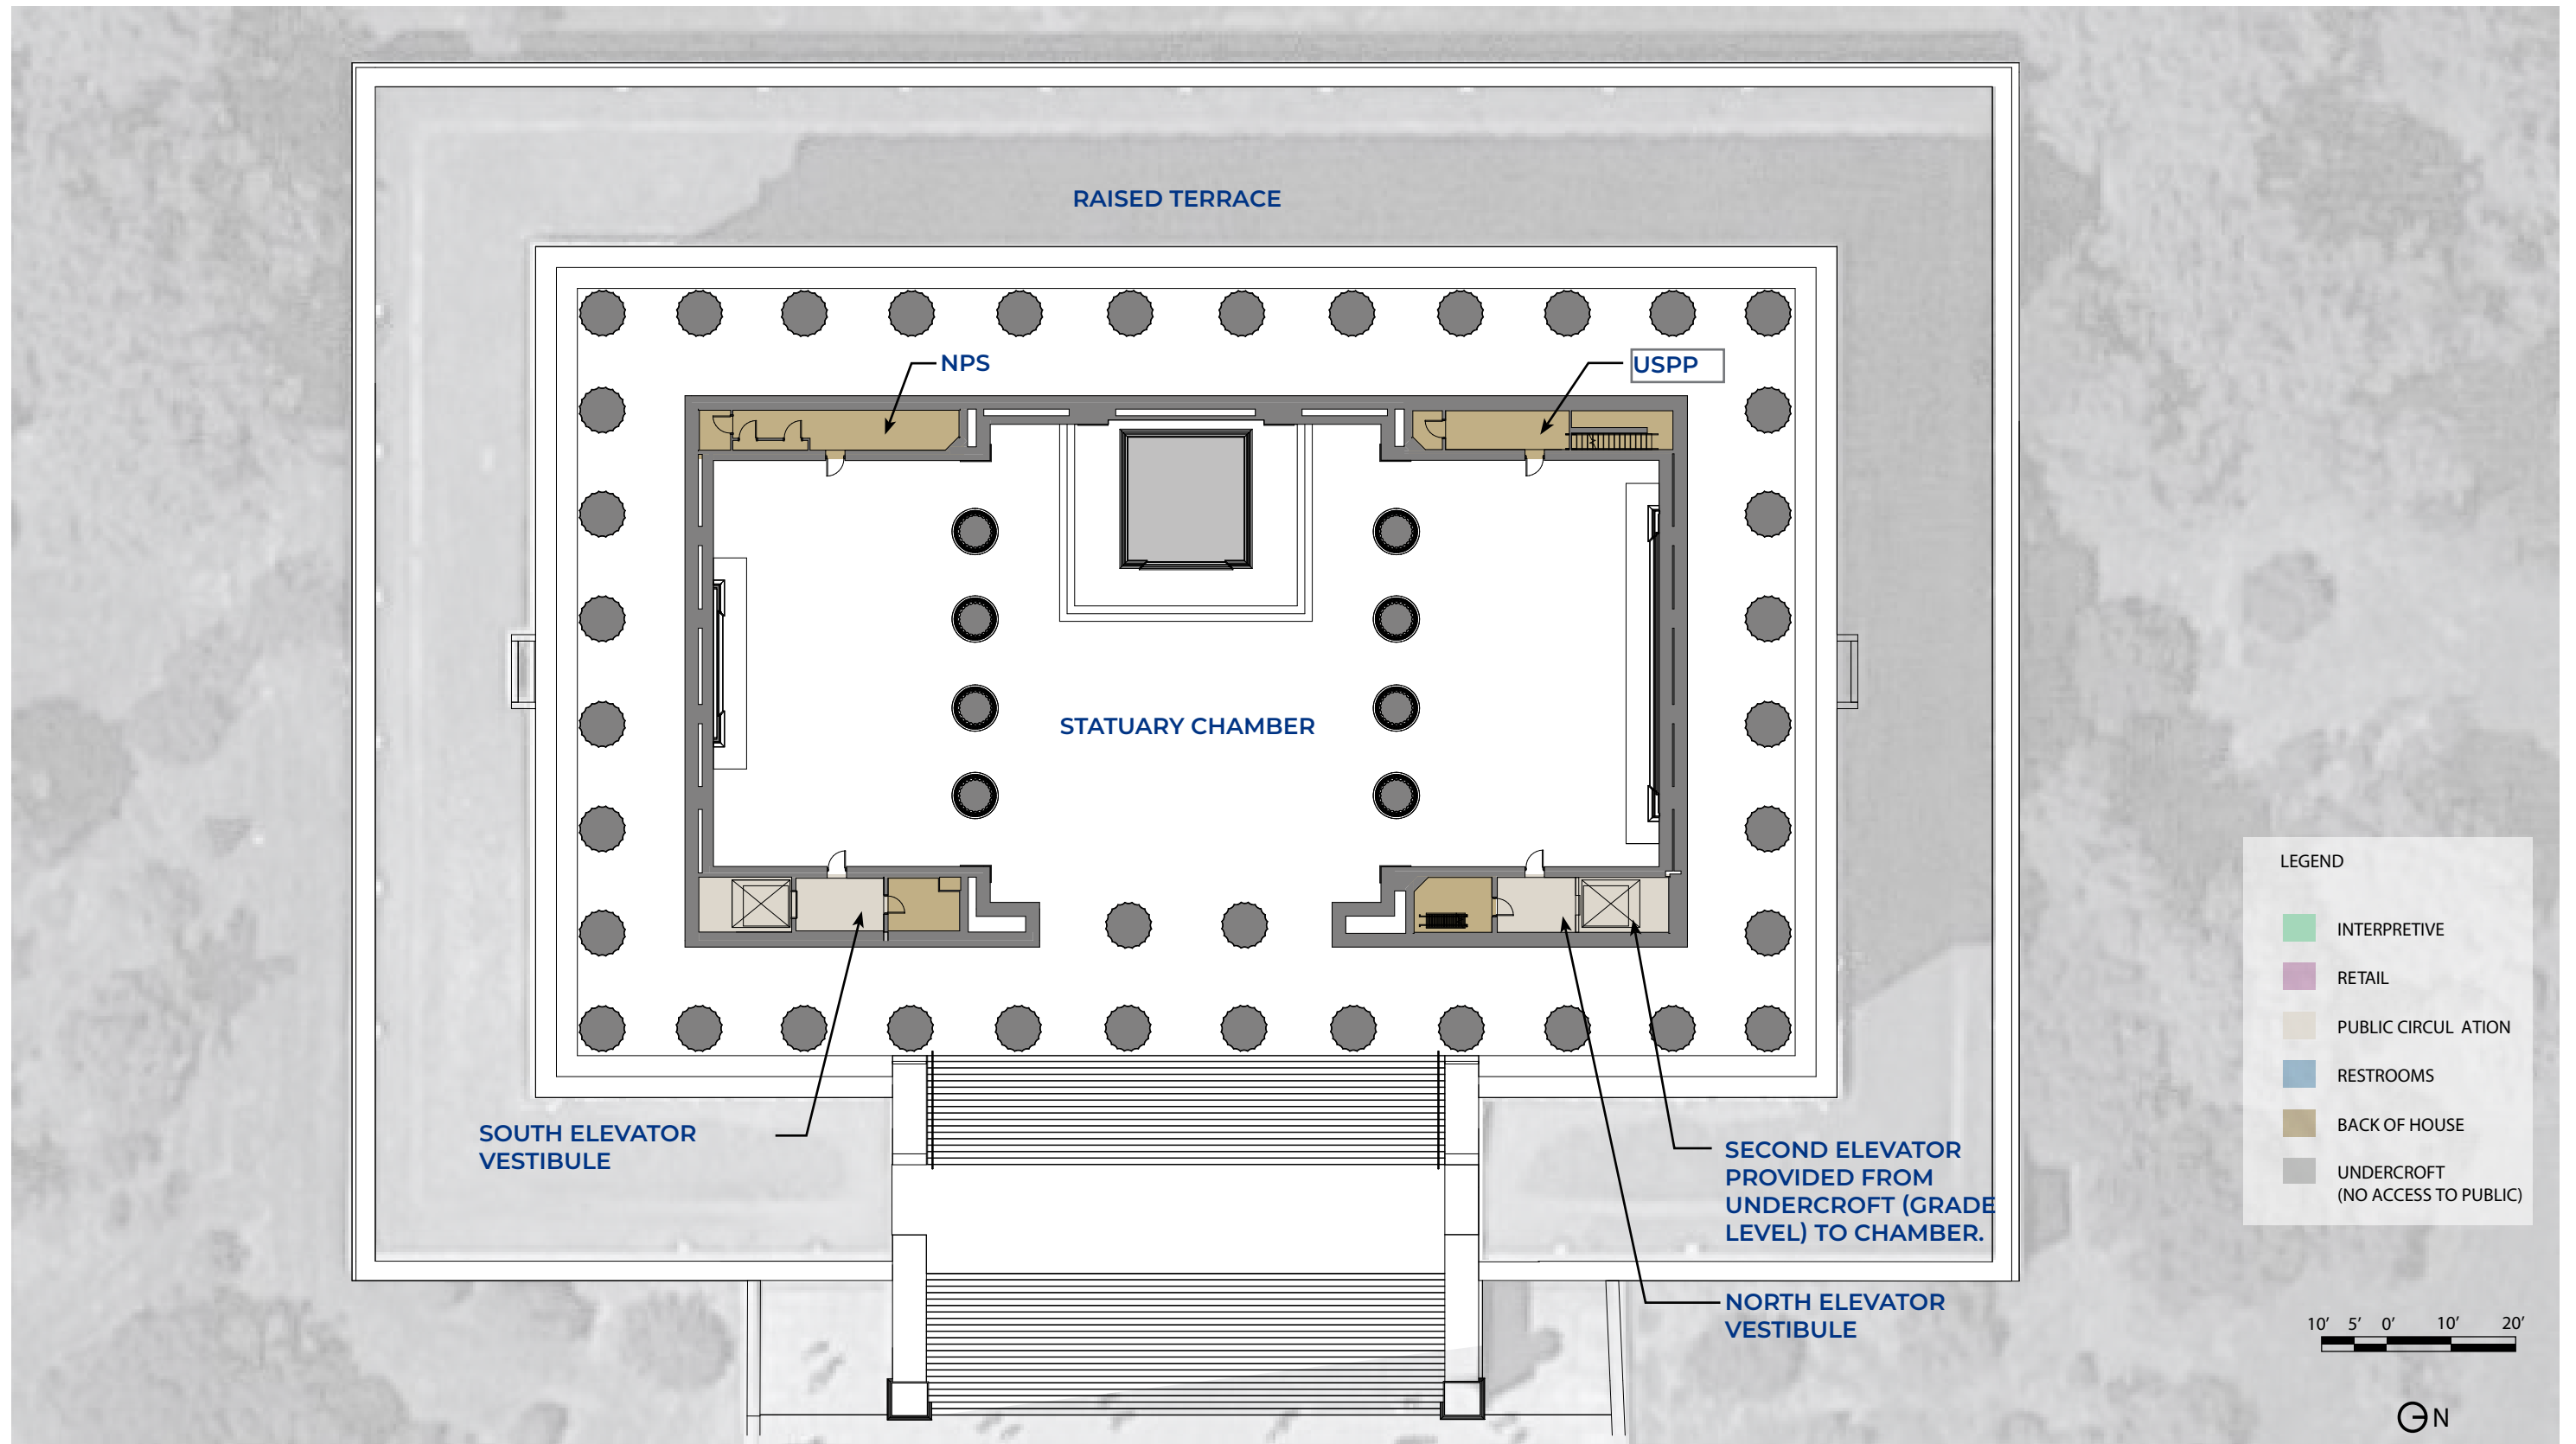 RAISED TERRACE
NPS
USPP
STATUARY CHAMBER
SOUTH ELEVATOR
VESTIBULE
SECOND ELEVATOR
PROVIDED FROM
UNDERCROFT (GRADE
LEVEL) TO CHAMBER.
NORTH ELEVATOR
VESTIBULE
LEGEND
INTERPRETIVE
RETAIL
PUBLIC CIRCUL ATION
RESTROOMS
BACK OF HOUSE
UNDERCROFT
(NO ACCESS TO PUBLIC)
10’ 5’ 0’ 10’ 20’
N